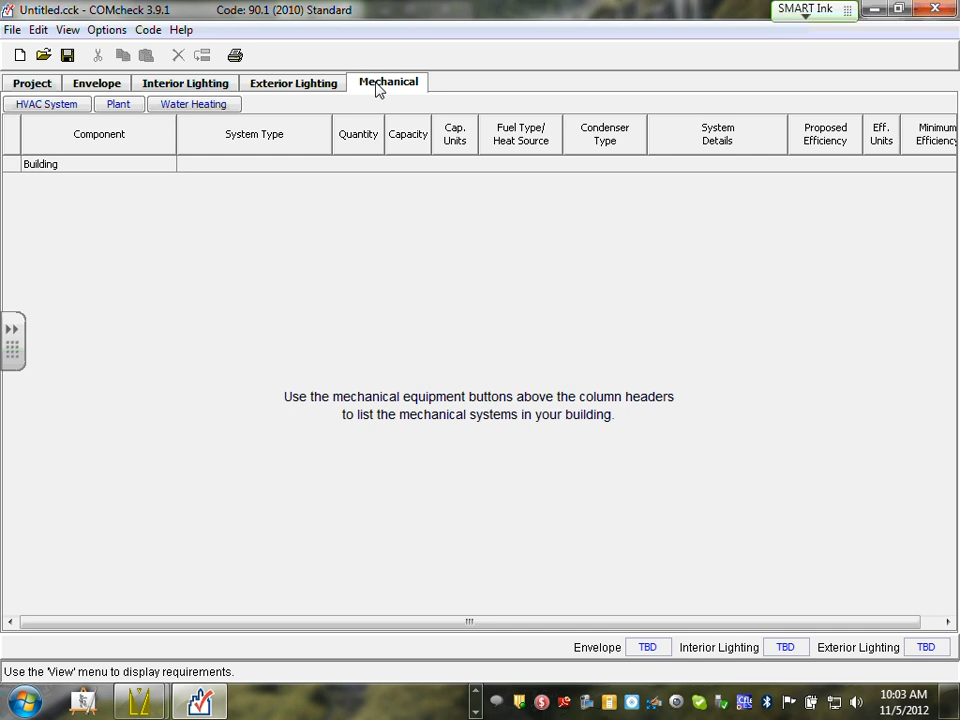 Untitled.cck - COMcheck 3.9.1 Code: 90.1 (2010) Standard
SMART Ink
File Edit View Options Code Help
Project Envelope Interior Lighting Exterior Lighting Mechanical
HVAC System Plant Water Heating
Component System Type Quantity Capacity Cap. Units Fuel Type/ Heat Source Condenser Type System Details Proposed Efficiency Eff. Units Minimum
Building
Use the mechanical equipment buttons above the column headers
to list the mechanical systems in your building.
Envelope TBD Interior Lighting TBD Exterior Lighting TBD
Use the 'View' menu to display requirements.
10:03 AM
11/5/2012